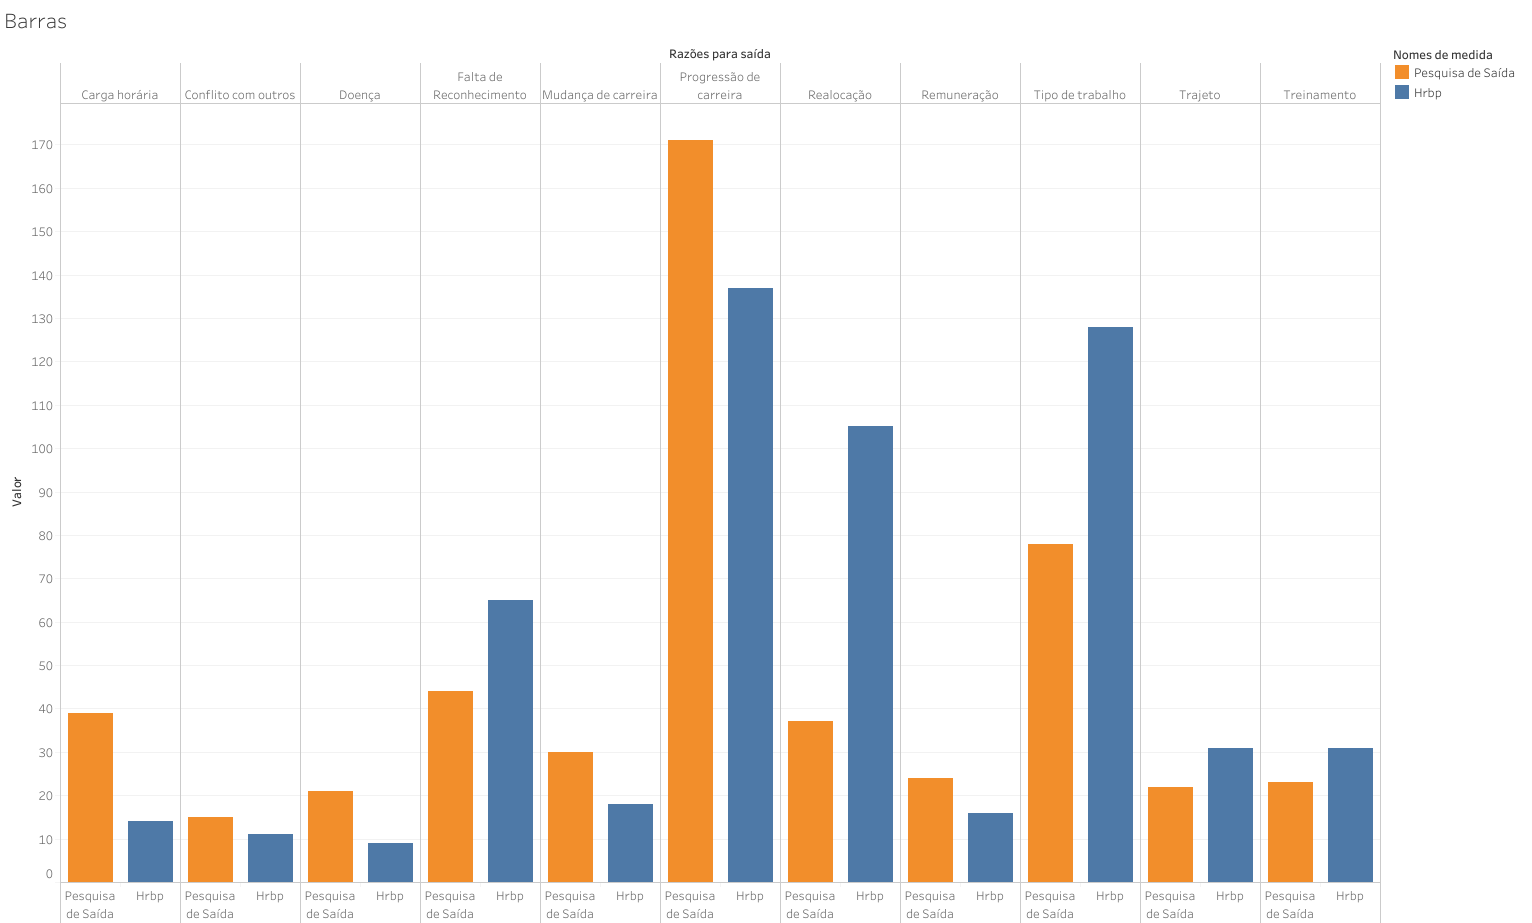 Barras
Razões para saída
Carga horária
Conflito com outros
Doença
Falta de
Reconhecimento
Mudança de carreira
Progressão de
carreira
Realocação
Remuneração
Tipo de trabalho
Trajeto
Treinamento
Nomes de medida
Pesquisa de Saída
Hrbp
Valor
170
160
150
140
130
120
110
100
90
80
70
60
50
40
30
20
10
0
Pesquisa
de Saída
Hrbp
Pesquisa
de Saída
Hrbp
Pesquisa
de Saída
Hrbp
Pesquisa
de Saída
Hrbp
Pesquisa
de Saída
Hrbp
Pesquisa
de Saída
Hrbp
Pesquisa
de Saída
Hrbp
Pesquisa
de Saída
Hrbp
Pesquisa
de Saída
Hrbp
Pesquisa
de Saída
Hrbp
Pesquisa
de Saída
Hrbp